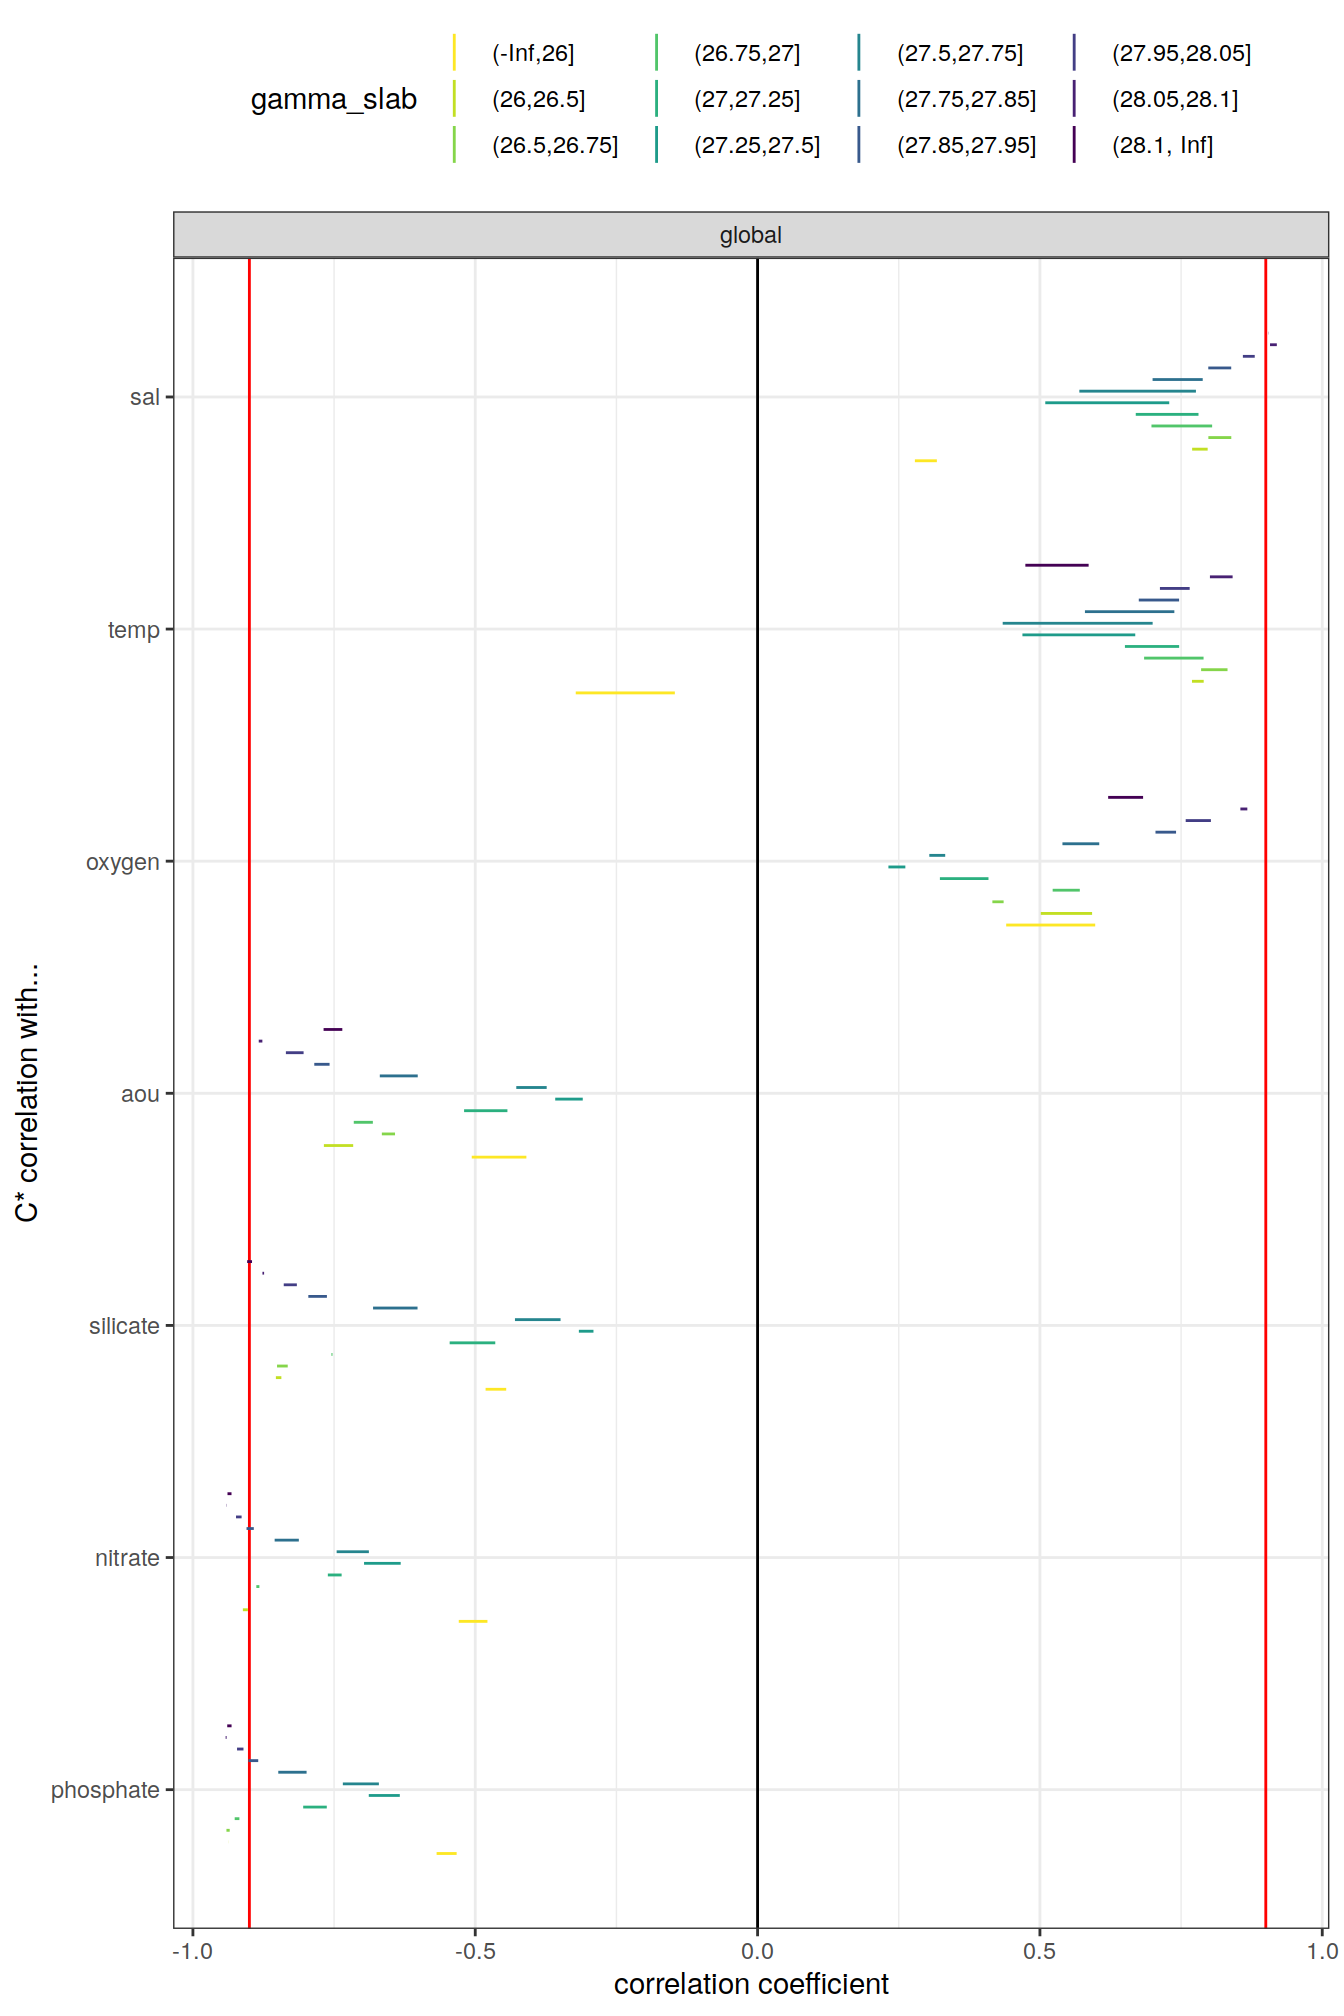 gamma_slab
(-Inf,26] (26.75,27] (27.5,27.75] (27.95,28.05]
(26,26.5] (27,27.25] (27.75,27.85] (28.05,28.1]
(26.5,26.75] (27.25,27.5] (27.85,27.95] (28.1, Inf]
global
sal
temp
oxygen
aou
silicate
nitrate
phosphate
C* correlation with...
-1.0 -0.5 0.0 0.5 1.0
correlation coefficient